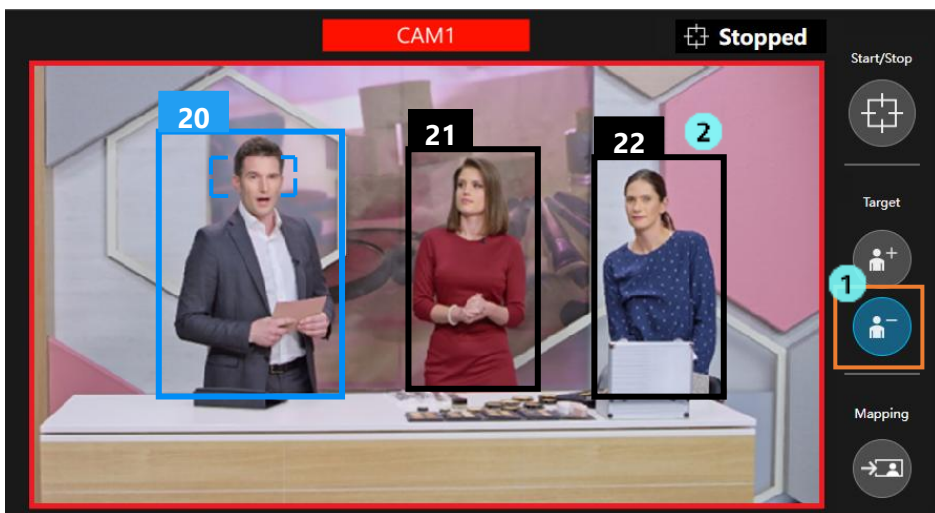 CAM1
Stopped
Start/Stop
20
21
22
2
Target
+
1
−
Mapping